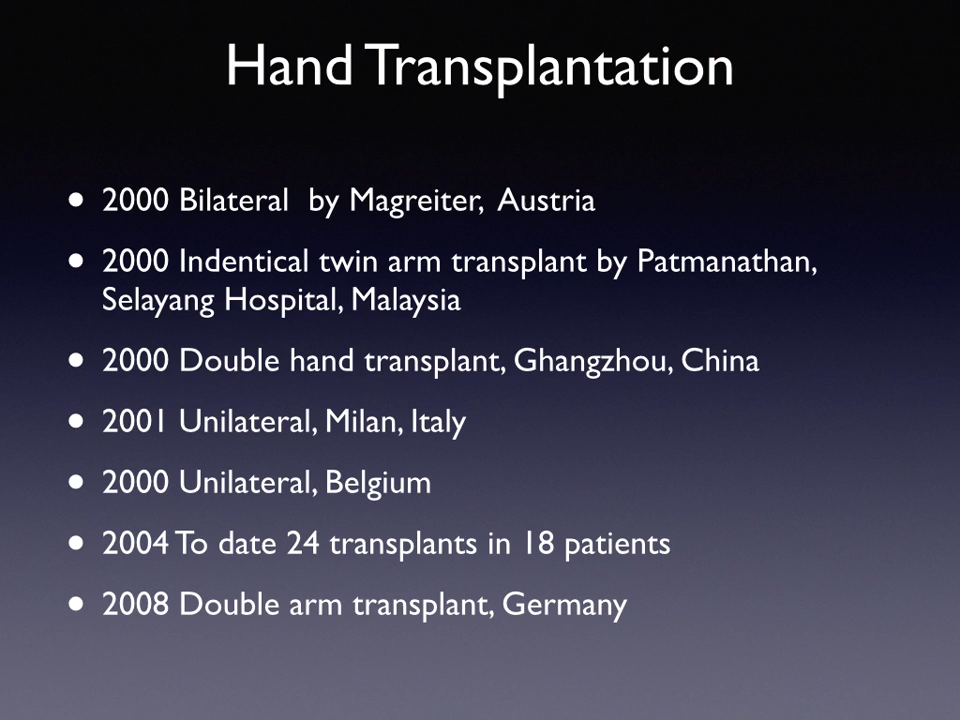 Hand Transplantation
• 2000 Bilateral by Magreiter, Austria
• 2000 Indentical twin arm transplant by Patmanathan,
Selayang Hospital, Malaysia
• 2000 Double hand transplant, Ghangzhou, China
• 2001 Unilateral, Milan, Italy
• 2000 Unilateral, Belgium
• 2004 To date 24 transplants in 18 patients
• 2008 Double arm transplant, Germany